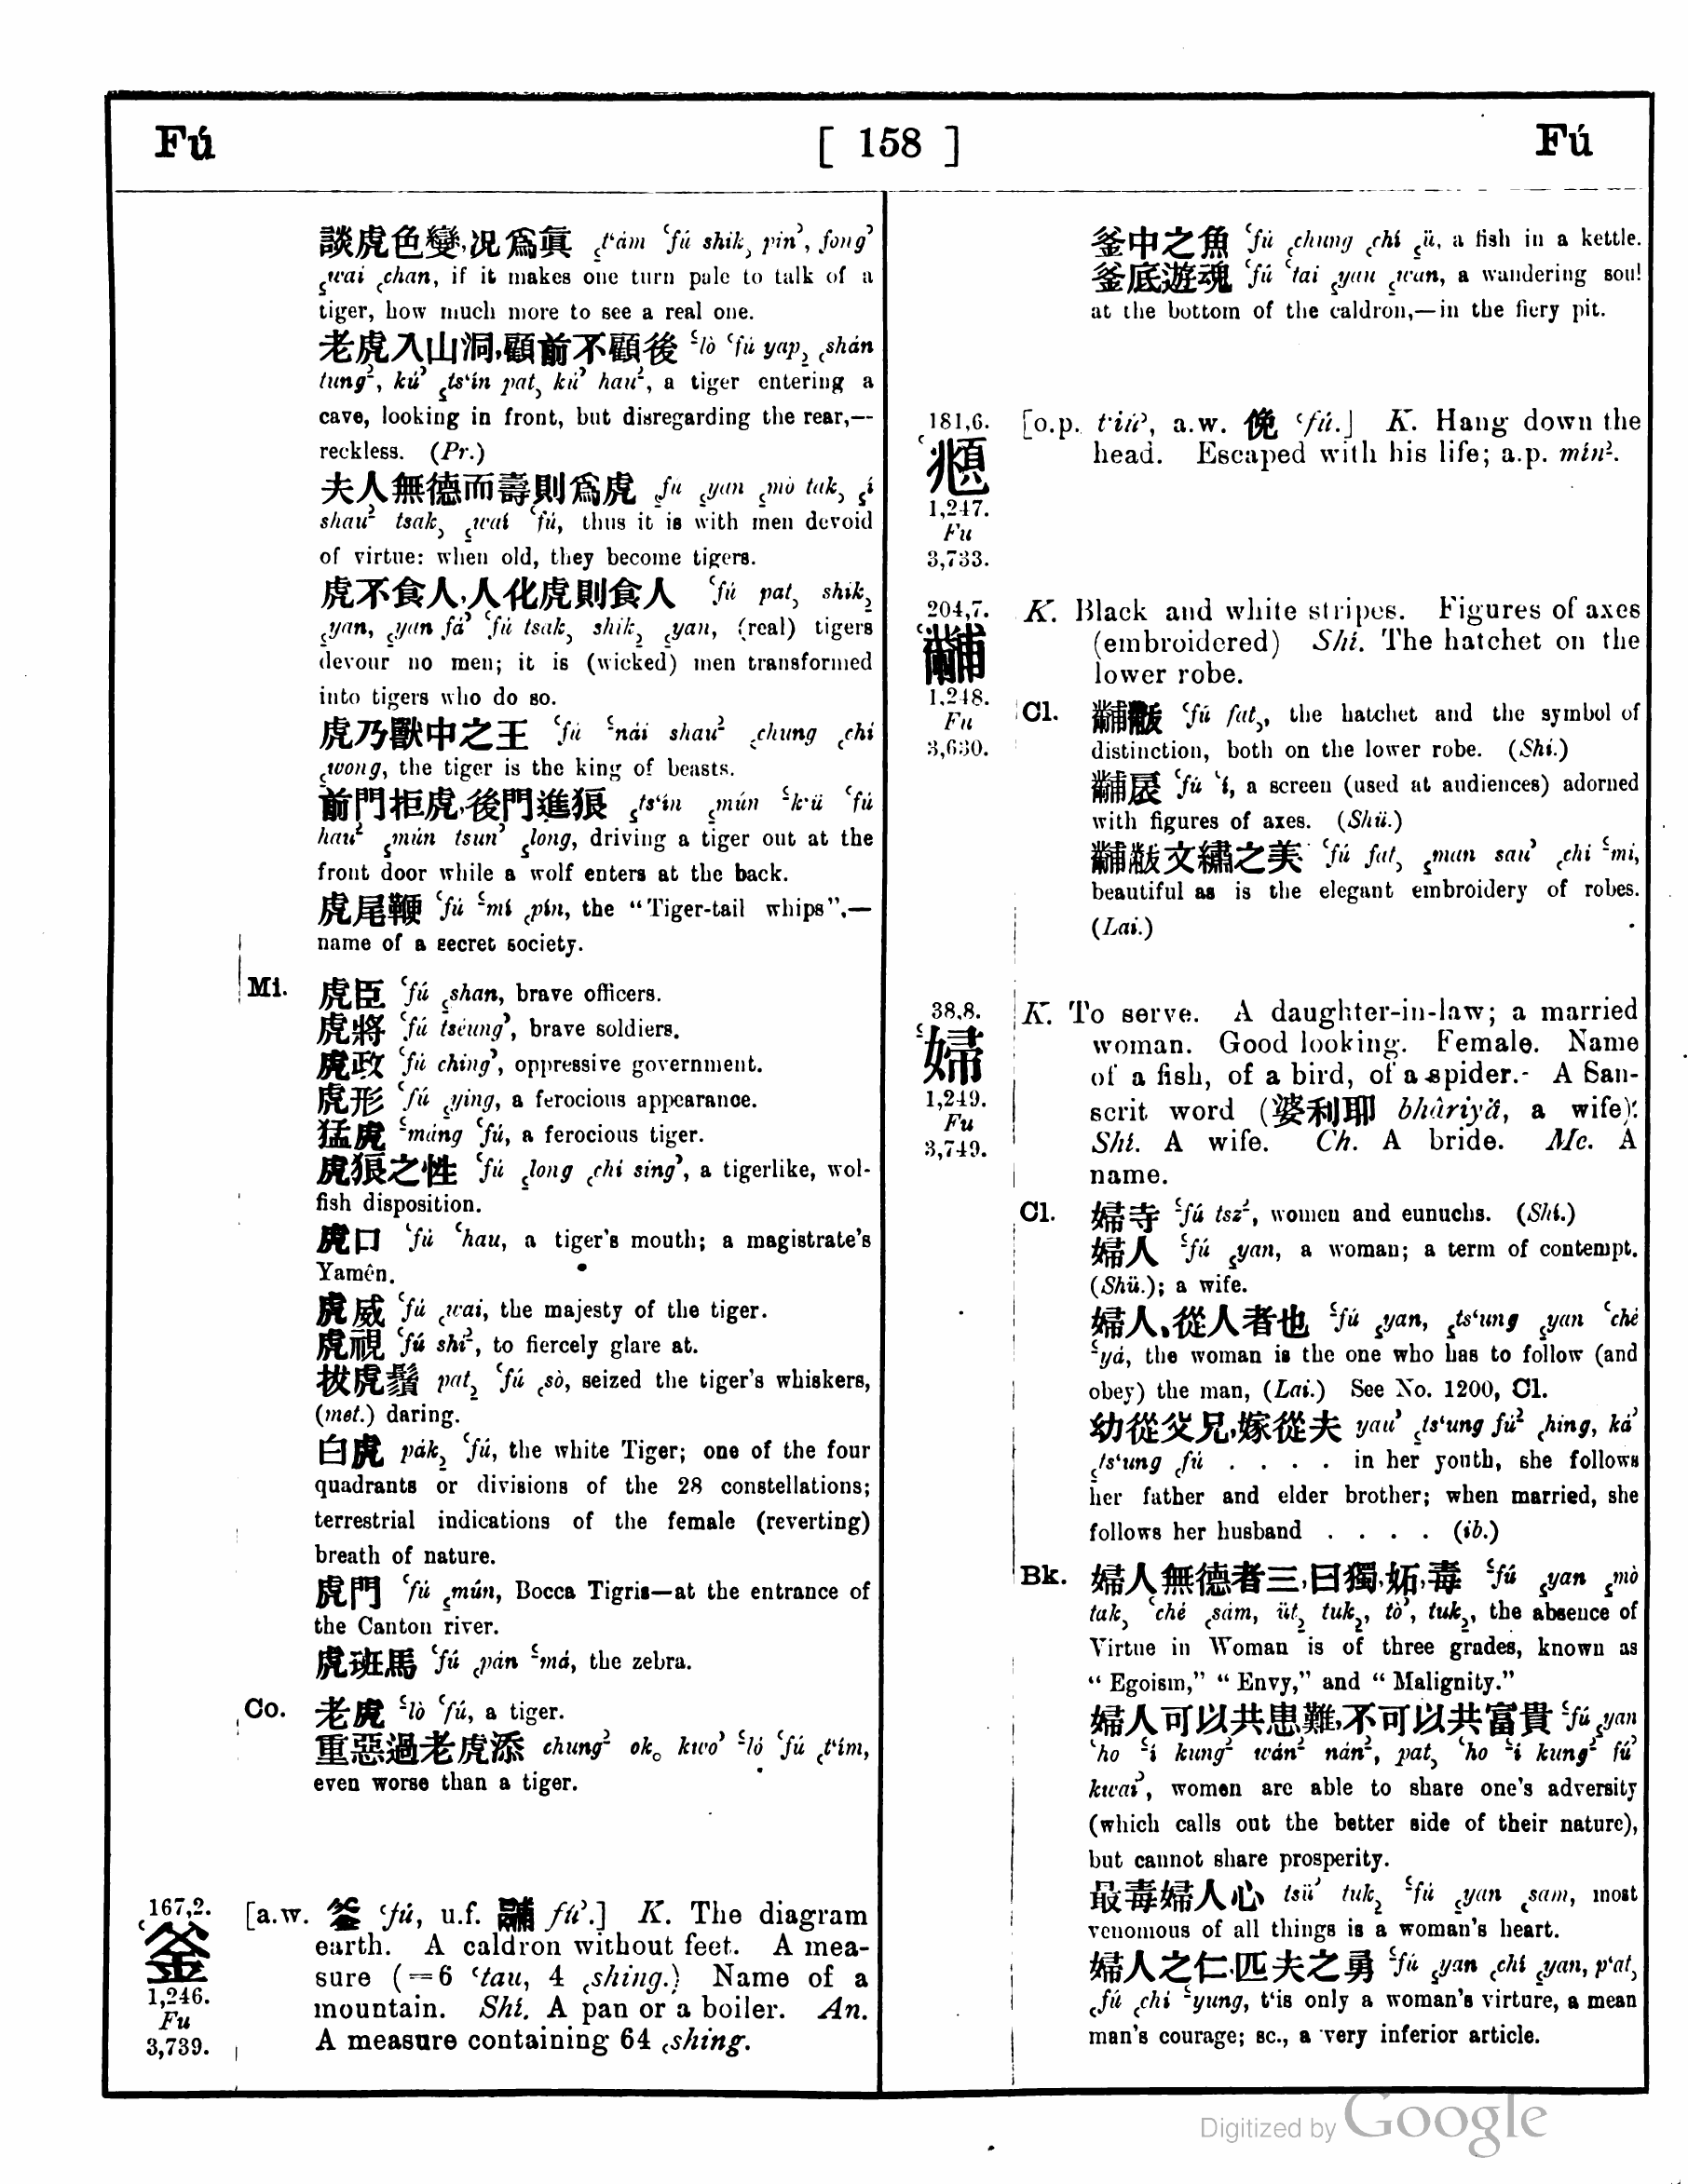 Fú [ 158 ] Fú
談虎色變,况爲眞 ꜀t‘ám ꜂fú shik꜆ pín꜄, fong꜄
꜁wai ꜀chan, if it makes one turn pale to talk of a
tiger, how much more to see a real one.
老虎入山洞,顧前不顧後 ꜃lò ꜂fú yap꜇ ꜀shán
tung꜅, kú꜄ ꜁ts‘ín pat꜆ kú꜄ hau꜅, a tiger entering a
cave, looking in front, but disregarding the rear,—
reckless. (Pr.)
夫人無德而壽則爲虎 ꜁fu ꜁yan ꜁mò tak꜆ ꜁í
shau꜅ tsak꜆ ꜁wai ꜂fú, thus it is with men devoid
of virtue: when old, they become tigers.
虎不食人,人化虎則食人 ꜂fú pat꜆ shik꜇
꜁yan, ꜁yan fá꜄ ꜂fú tsak꜆ shik꜇ ꜁yan, (real) tigers
devour no men; it is (wicked) men transformed
into tigers who do so.
虎乃獸中之王 ꜂fú ꜃nái shau꜅ ꜀chung ꜀chí
꜁wong, the tiger is the king of beasts.
前門拒虎,後門進狼 ꜁ts‘ín ꜁mún ꜃k‘ü ꜂fú
hau꜅ ꜁mún tsun꜄ ꜁long, driving a tiger out at the
front door while a wolf enters at the back.
虎尾鞭 ꜂fú ꜃mí ꜀pín, the “Tiger-tail whips”,—
name of a secret society.
Mi. 虎臣 ꜂fú ꜁shan, brave officers.
虎將 ꜂fú tséung꜄, brave soldiers.
虎政 ꜂fú ching꜄, oppressive government.
虎形 ꜂fú ꜁ying, a ferocious appearance.
猛虎 ꜃máng ꜂fú, a ferocious tiger.
虎狼之性 ꜂fú ꜁long ꜀chí sing꜄, a tigerlike, wol-
fish disposition.
虎口 ꜂fú ꜂hau, a tiger's mouth; a magistrate's
Yamên.
虎威 ꜂fú ꜀wai, the majesty of the tiger.
虎視 ꜂fú shí꜅, to fiercely glare at.
拔虎鬚 pat꜇ ꜂fú ꜀sò, seized the tiger's whiskers,
(met.) daring.
白虎 pák꜇ ꜂fú, the white Tiger; one of the four
quadrants or divisions of the 28 constellations;
terrestrial indications of the female (reverting)
breath of nature.
虎門 ꜂fú ꜁mún, Bocca Tigris—at the entrance of
the Canton river.
虎班馬 ꜂fú ꜀pán ꜃má, the zebra.
Co. 老虎 ꜃lò ꜂fú, a tiger.
重惡過老虎添 chung꜅ ok꜆ kwo꜄ ꜃lò ꜂fú ꜀t‘ím,
even worse than a tiger.
167,2.
꜂釜
1,246.
Fu
3,739.
[a.w. 釡 ꜂fú, u.f. fú꜄.] K. The diagram
earth. A caldron without feet. A mea-
sure (=6 ꜂tau, 4 ꜀shing.) Name of a
mountain. Shí. A pan or a boiler. An.
A measure containing 64 ꜀shing.
釜中之魚 ꜂fú ꜀chung ꜀chí ꜁ü, a fish in a kettle.
釜底遊魂 ꜂fú ꜂tai ꜁yau ꜁wan, a wandering soul
at the bottom of the caldron,—in the fiery pit.
181,6.
꜂頫
1,247.
Fu
3,733.
[o.p. t‘iú꜄, a.w. 俛 ꜂fú.] K. Hang down the
head. Escaped with his life; a.p. mín꜅.
204,7.
꜂黼
1,248.
Fu
3,630.
K. Black and white stripes. Figures of axes
(embroidered) Shí. The hatchet on the
lower robe.
Cl. 黼黻 ꜂fú fat꜆, the hatchet and the symbol of
distinction, both on the lower robe. (Shí.)
黼扆 ꜂fú ꜂í, a screen (used at audiences) adorned
with figures of axes. (Shü.)
黼黻文繡之美 ꜂fú fat꜆ ꜁man sau꜄ ꜀chi ꜃mi,
beautiful as is the elegant embroidery of robes.
(Lai.)
38,8.
꜃婦
1,249.
Fu
3,749.
K. To serve. A daughter-in-law; a married
woman. Good looking. Female. Name
of a fish, of a bird, of a spider. A San-
scrit word (婆利耶 bhâriyâ, a wife).
Shí. A wife. Ch. A bride. Mc. A
name.
Cl. 婦寺 ꜃fú tsz꜅, women and eunuchs. (Shí.)
婦人 ꜃fú ꜁yan, a woman; a term of contempt.
(Shü.); a wife.
婦人,從人者也 ꜃fú ꜁yan, ꜁ts‘ung ꜁yan ꜂ché
꜃yá, the woman is the one who has to follow (and
obey) the man, (Lai.) See No. 1200, Cl.
幼從父兄,嫁從夫 yau꜄ ꜁ts‘ung fú꜅ ꜀hing, ká꜄
꜁ts‘ung ꜀fú . . . . in her youth, she follows
her father and elder brother; when married, she
follows her husband . . . . (ib.)
Bk. 婦人無德者三,曰獨,妬,毒 ꜃fú ꜁yan ꜁mò
tak꜆ ꜂ché ꜀sám, üt꜇ tuk꜇, tò꜄, tuk꜇, the absence of
Virtue in Woman is of three grades, known as
“Egoism,” “Envy,” and “Malignity.”
婦人可以共患難,不可以共富貴 ꜃fú ꜁yan
꜂ho ꜃í kung꜅ wán꜅ nán꜅, pat꜆ ꜂ho ꜃í kung꜅ fú꜄
kwai꜄, women are able to share one's adversity
(which calls out the better side of their nature),
but cannot share prosperity.
最毒婦人心 tsü꜄ tuk꜇ ꜃fú ꜁yan ꜀sam, most
venomous of all things is a woman's heart.
婦人之仁,匹夫之勇 ꜃fú ꜁yan ꜀chí ꜁yan, p‘at꜆
꜀fú ꜀chí ꜃yung, t‘is only a woman's virture, a mean
man's courage; sc., a very inferior article.
Digitized by Google